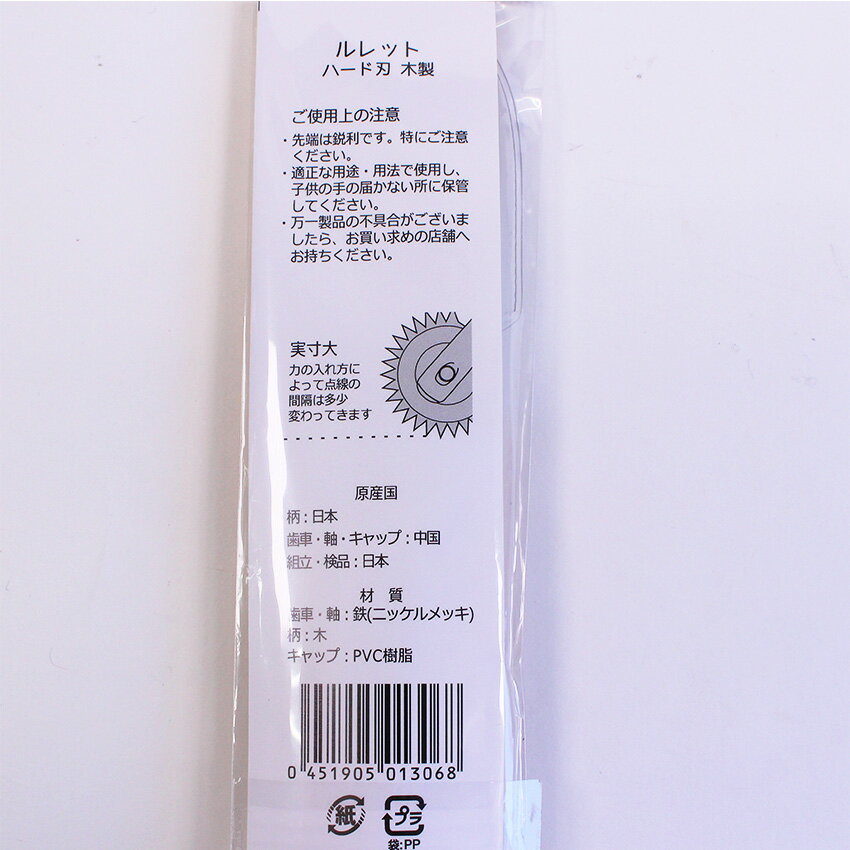 ルレット
ハード刃 木製
ご使用上の注意
・先端は鋭利です。特にご注意
ください。
・適正な用途・用法で使用し、
子供の手の届かない所に保管
してください。
・万一製品の不具合がございま
したら、お買い求めの店舗へ
お持ちください。
実寸大
力の入れ方に
よって点線の
間隔は多少
変わってきます
原産国
柄:日本
歯車・軸・キャップ:中国
組立・検品:日本
材 質
歯車・軸:鉄(ニッケルメッキ)
柄:木
キャップ:PVC樹脂
0 451905 013068
紙
プラ
袋:PP